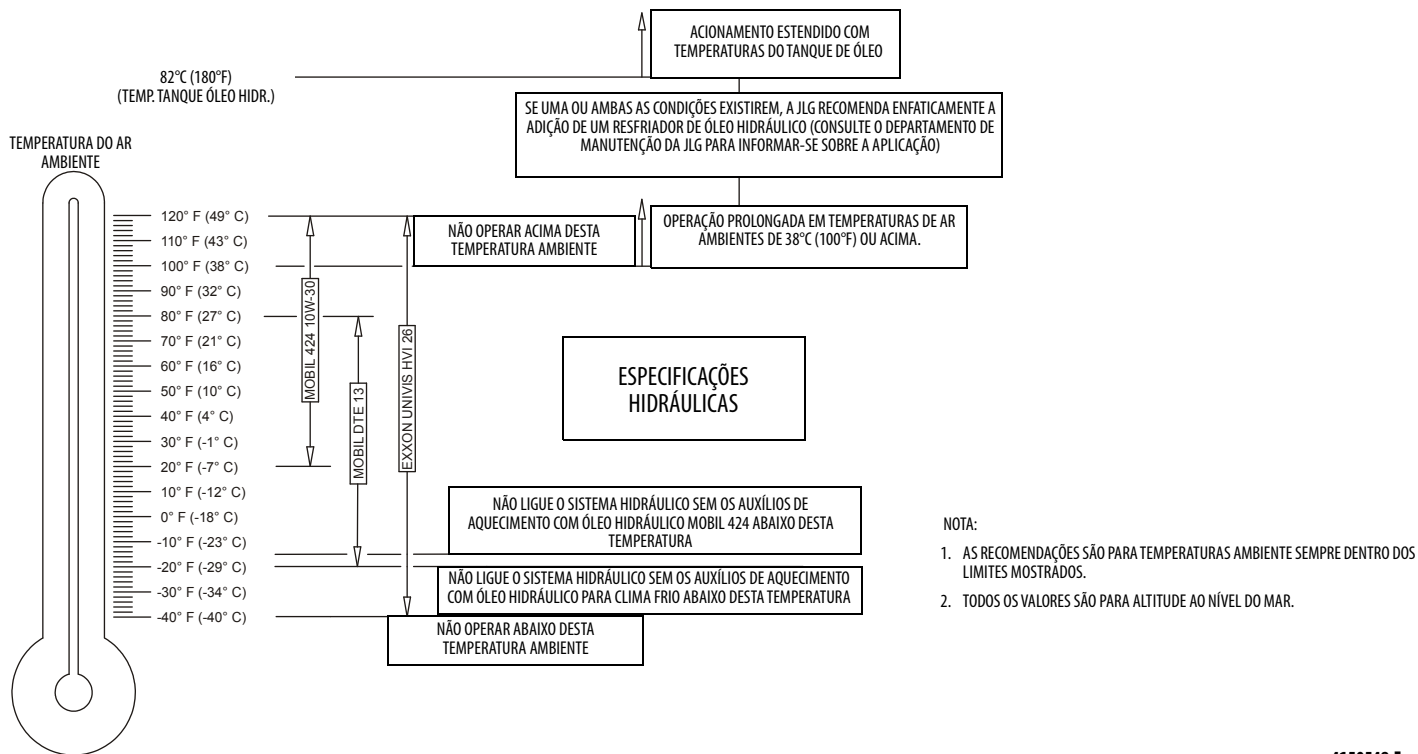 ACIONAMENTO ESTENDIDO COM
TEMPERATURAS DO TANQUE DE ÓLEO
82°C (180°F)
(TEMP. TANQUE ÓLEO HIDR.)
SE UMA OU AMBAS AS CONDIÇÕES EXISTIREM, A JLG RECOMENDA ENFATICAMENTE A
ADIÇÃO DE UM RESFRIADOR DE ÓLEO HIDRÁULICO (CONSULTE O DEPARTAMENTO DE
MANUTENÇÃO DA JLG PARA INFORMAR-SE SOBRE A APLICAÇÃO)
TEMPERATURA DO AR
AMBIENTE
120° F (49° C)
110° F (43° C)
100° F (38° C)
90° F (32° C)
80° F (27° C)
70° F (21° C)
60° F (16° C)
50° F (10° C)
40° F (4° C)
30° F (-1° C)
20° F (-7° C)
10° F (-12° C)
0° F (-18° C)
-10° F (-23° C)
-20° F (-29° C)
-30° F (-34° C)
-40° F (-40° C)
MOBIL 424 10W-30
MOBIL DTE 13
EXXON UNIVIS HVI 26
NÃO OPERAR ACIMA DESTA
TEMPERATURA AMBIENTE
OPERAÇÃO PROLONGADA EM TEMPERATURAS DE AR
AMBIENTES DE 38°C (100°F) OU ACIMA.
ESPECIFICAÇÕES
HIDRÁULICAS
NÃO LIGUE O SISTEMA HIDRÁULICO SEM OS AUXÍLIOS DE
AQUECIMENTO COM ÓLEO HIDRÁULICO MOBIL 424 ABAIXO DESTA
TEMPERATURA
NÃO LIGUE O SISTEMA HIDRÁULICO SEM OS AUXÍLIOS DE AQUECIMENTO
COM ÓLEO HIDRÁULICO PARA CLIMA FRIO ABAIXO DESTA TEMPERATURA
NÃO OPERAR ABAIXO DESTA
TEMPERATURA AMBIENTE
NOTA:
1. AS RECOMENDAÇÕES SÃO PARA TEMPERATURAS AMBIENTE SEMPRE DENTRO DOS
LIMITES MOSTRADOS.
2. TODOS OS VALORES SÃO PARA ALTITUDE AO NÍVEL DO MAR.